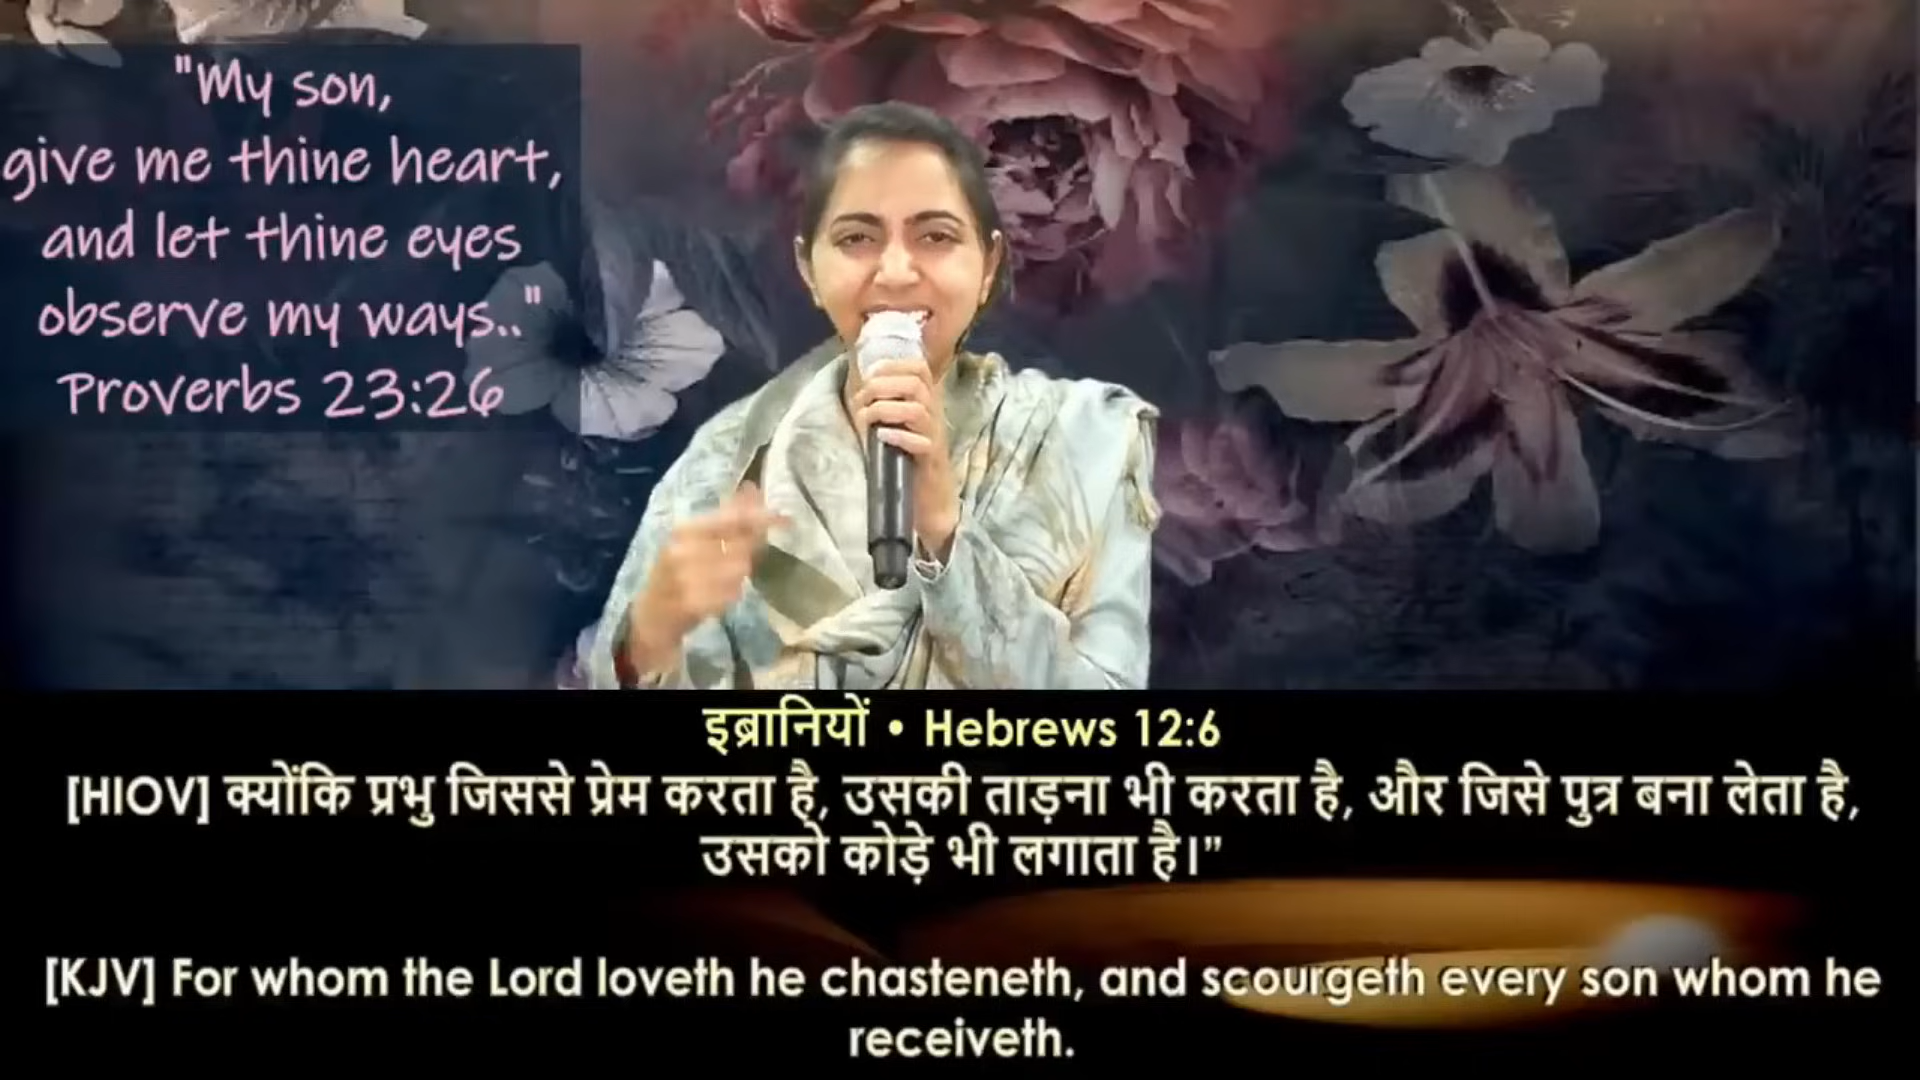 "My son,
give me thine heart,
and let thine eyes
observe my ways.."
Proverbs 23:26
इब्रानियों • Hebrews 12:6
[HIOV] क्योंकि प्रभु जिससे प्रेम करता है, उसकी ताड़ना भी करता है, और जिसे पुत्र बना लेता है,
उसको कोड़े भी लगाता है।”
[KJV] For whom the Lord loveth he chasteneth, and scourgeth every son whom he
receiveth.